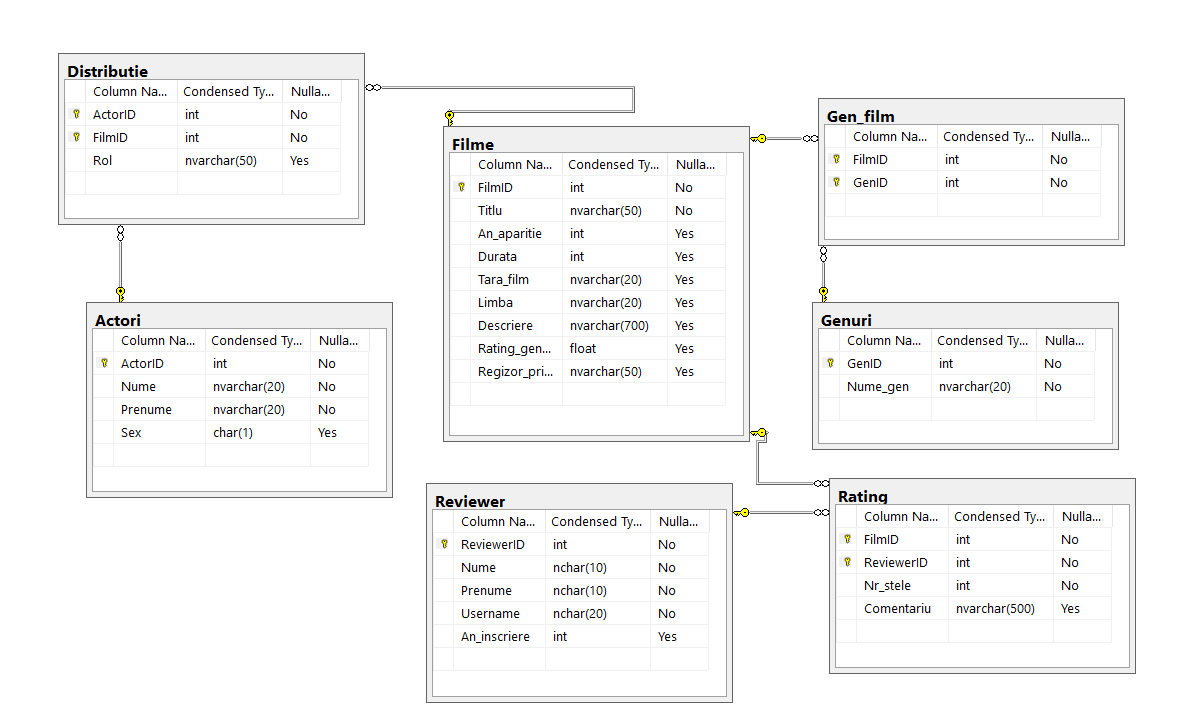 Distributie
Column Na... Condensed Ty... Nulla...
ActorID int No
FilmID int No
Rol nvarchar(50) Yes
Filme
Column Na... Condensed Ty... Nulla...
FilmID int No
Titlu nvarchar(50) No
An_aparitie int Yes
Durata int Yes
Tara_film nvarchar(20) Yes
Limba nvarchar(20) Yes
Descriere nvarchar(700) Yes
Rating_gen... float Yes
Regizor_pri... nvarchar(50) Yes
Gen_film
Column Na... Condensed Ty... Nulla...
FilmID int No
GenID int No
Actori
Column Na... Condensed Ty... Nulla...
ActorID int No
Nume nvarchar(20) No
Prenume nvarchar(20) No
Sex char(1) Yes
Genuri
Column Na... Condensed Ty... Nulla...
GenID int No
Nume_gen nvarchar(20) No
Reviewer
Column Na... Condensed Ty... Nulla...
ReviewerID int No
Nume nchar(10) No
Prenume nchar(10) No
Username nchar(20) No
An_inscriere int Yes
Rating
Column Na... Condensed Ty... Nulla...
FilmID int No
ReviewerID int No
Nr_stele int No
Comentariu nvarchar(500) Yes